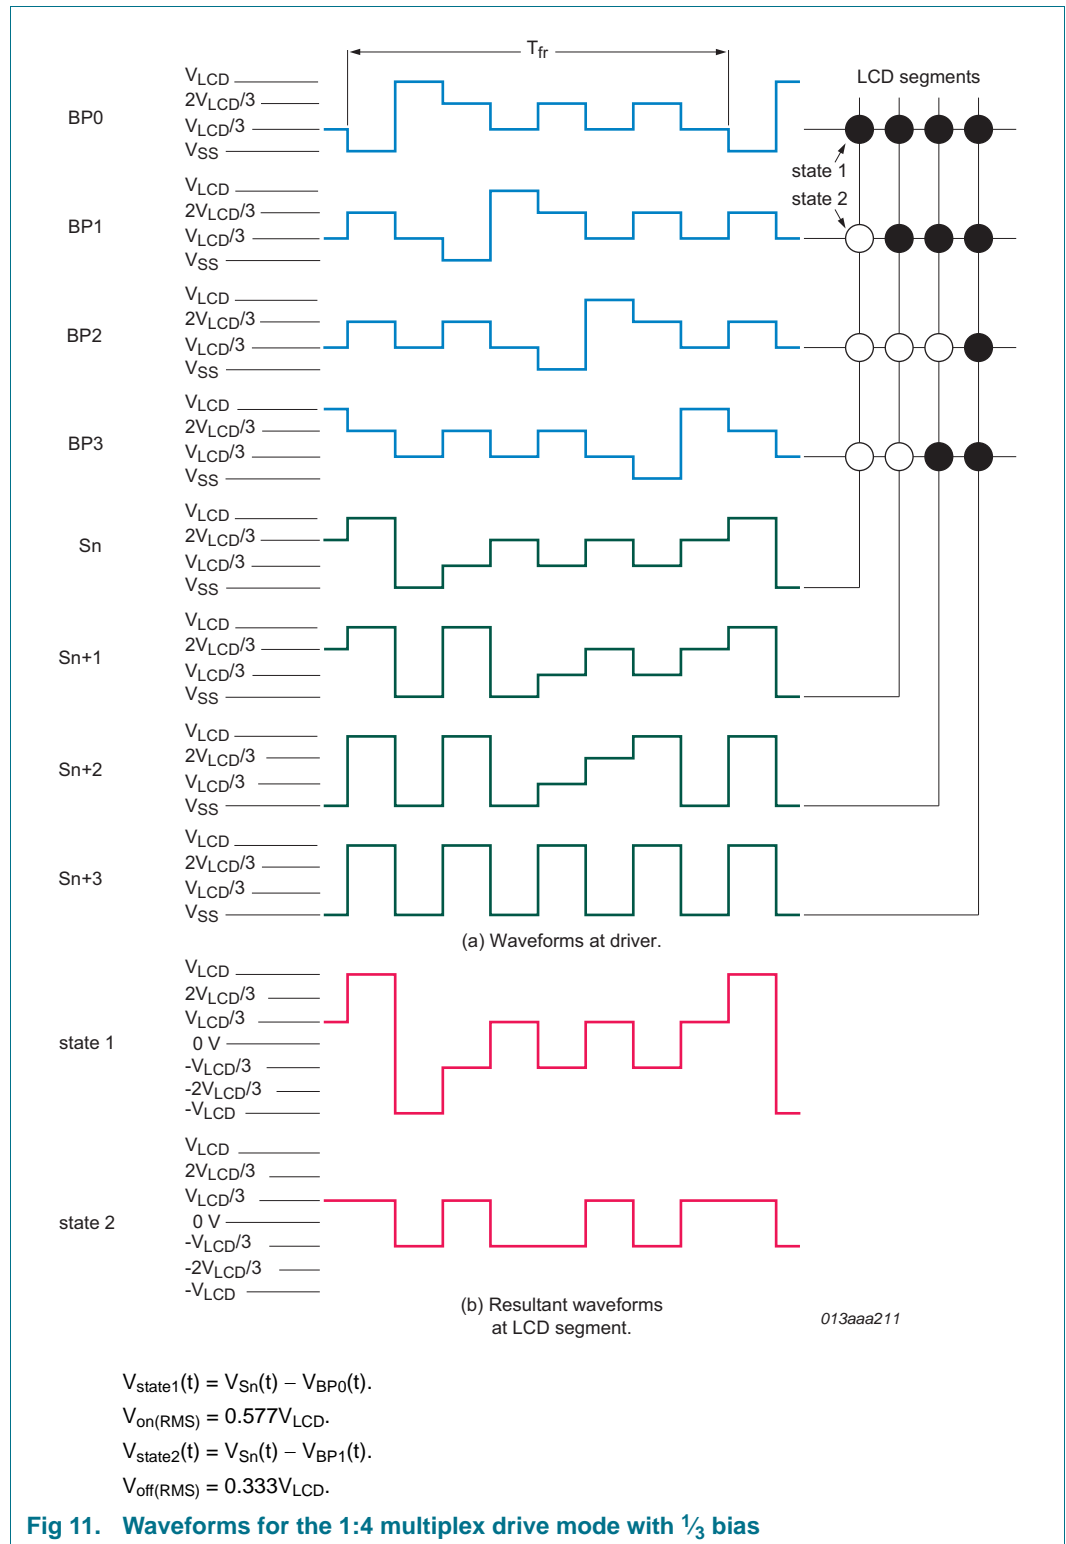 Tfr
LCD segments
BP0
VLCD
2VLCD/3
VLCD/3
VSS
state 1
state 2
BP1
VLCD
2VLCD/3
VLCD/3
VSS
BP2
VLCD
2VLCD/3
VLCD/3
VSS
BP3
VLCD
2VLCD/3
VLCD/3
VSS
Sn
VLCD
2VLCD/3
VLCD/3
VSS
Sn+1
VLCD
2VLCD/3
VLCD/3
VSS
Sn+2
VLCD
2VLCD/3
VLCD/3
VSS
Sn+3
VLCD
2VLCD/3
VLCD/3
VSS
(a) Waveforms at driver.
state 1
VLCD
2VLCD/3
VLCD/3
0 V
-VLCD/3
-2VLCD/3
-VLCD
state 2
VLCD
2VLCD/3
VLCD/3
0 V
-VLCD/3
-2VLCD/3
-VLCD
(b) Resultant waveforms
at LCD segment.
013aaa211
Vstate1(t) = VSn(t) − VBP0(t).
Von(RMS) = 0.577VLCD.
Vstate2(t) = VSn(t) − VBP1(t).
Voff(RMS) = 0.333VLCD.
Fig 11. Waveforms for the 1:4 multiplex drive mode with 1⁄3 bias